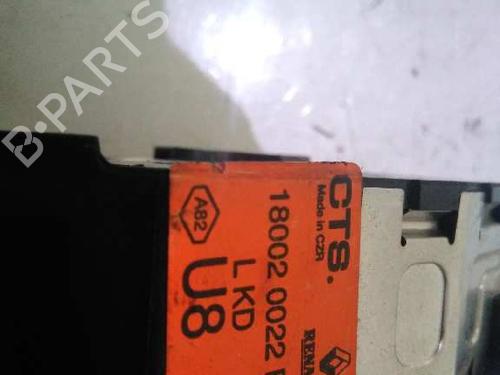 B-PARTS
CTS.
Made in CZR
18002 0022
LKD
U8
A82